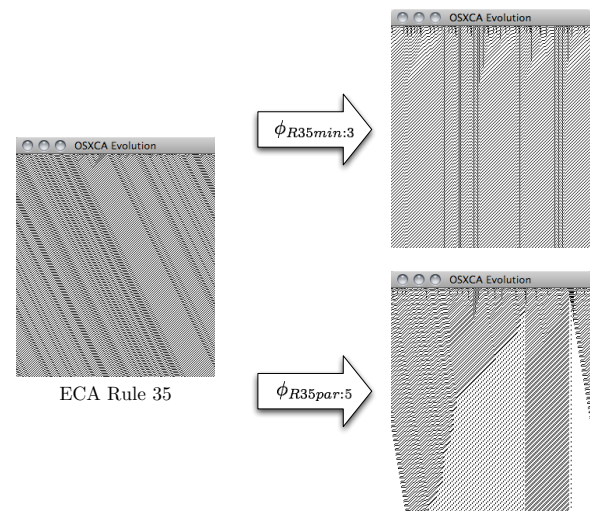 OSXCA Evolution
ϕR35min:3
OSXCA Evolution
OSXCA Evolution
ϕR35par:5
ECA Rule 35